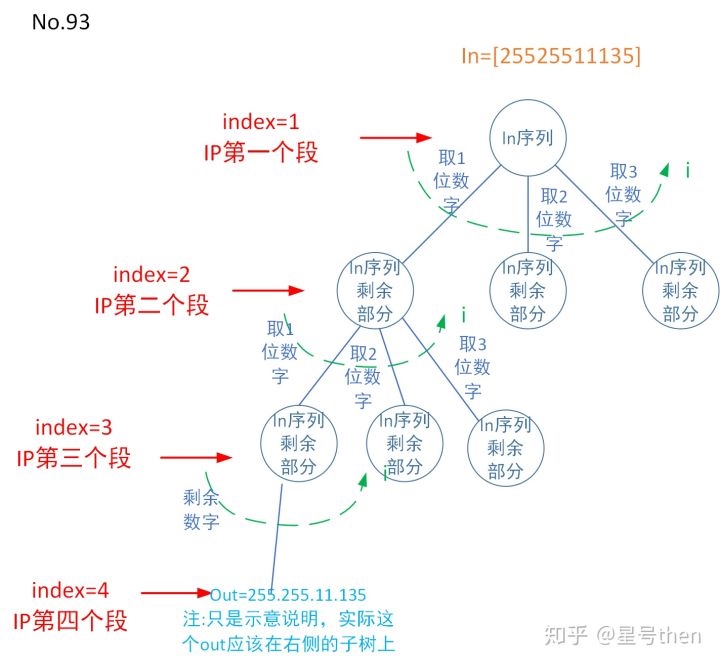 No.93
In=[25525511135]
index=1
IP第一个段
In序列
取1
位数
字
取2
位数
字
取3
位数
字
i
index=2
IP第二个段
In序列
剩余
部分
In序列
剩余
部分
In序列
剩余
部分
取1
位数
字
取2
位数
字
取3
位数
字
i
index=3
IP第三个段
In序列
剩余
部分
In序列
剩余
部分
In序列
剩余
部分
剩余
数字
i
index=4
IP第四个段
Out=255.255.11.135
注:只是示意说明，实际这
个out应该在右侧的子树上
知乎 @星号then